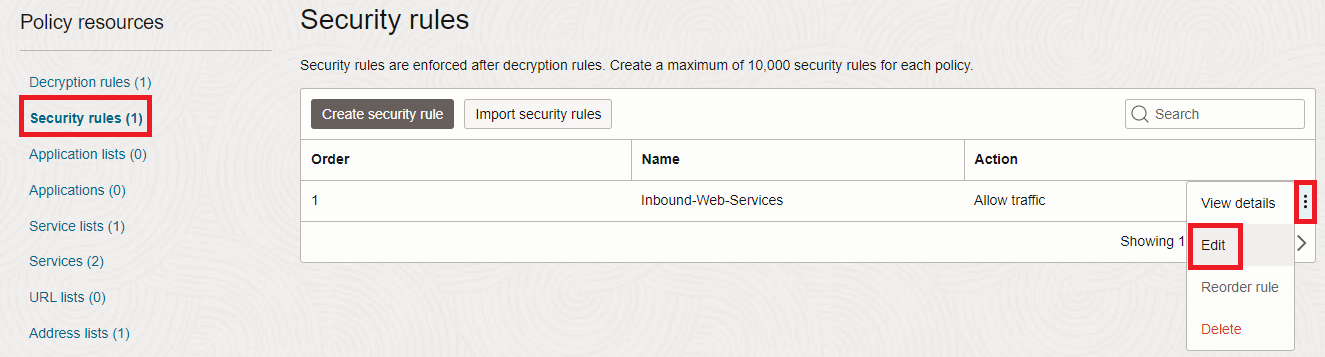 Policy resources
Decryption rules (1)
Security rules (1)
Application lists (0)
Applications (0)
Service lists (1)
Services (2)
URL lists (0)
Address lists (1)
Security rules
Security rules are enforced after decryption rules. Create a maximum of 10,000 security rules for each policy.
Create security rule Import security rules Search
Order Name Action
1 Inbound-Web-Services Allow traffic
Showing 1
View details
Edit
Reorder rule
Delete